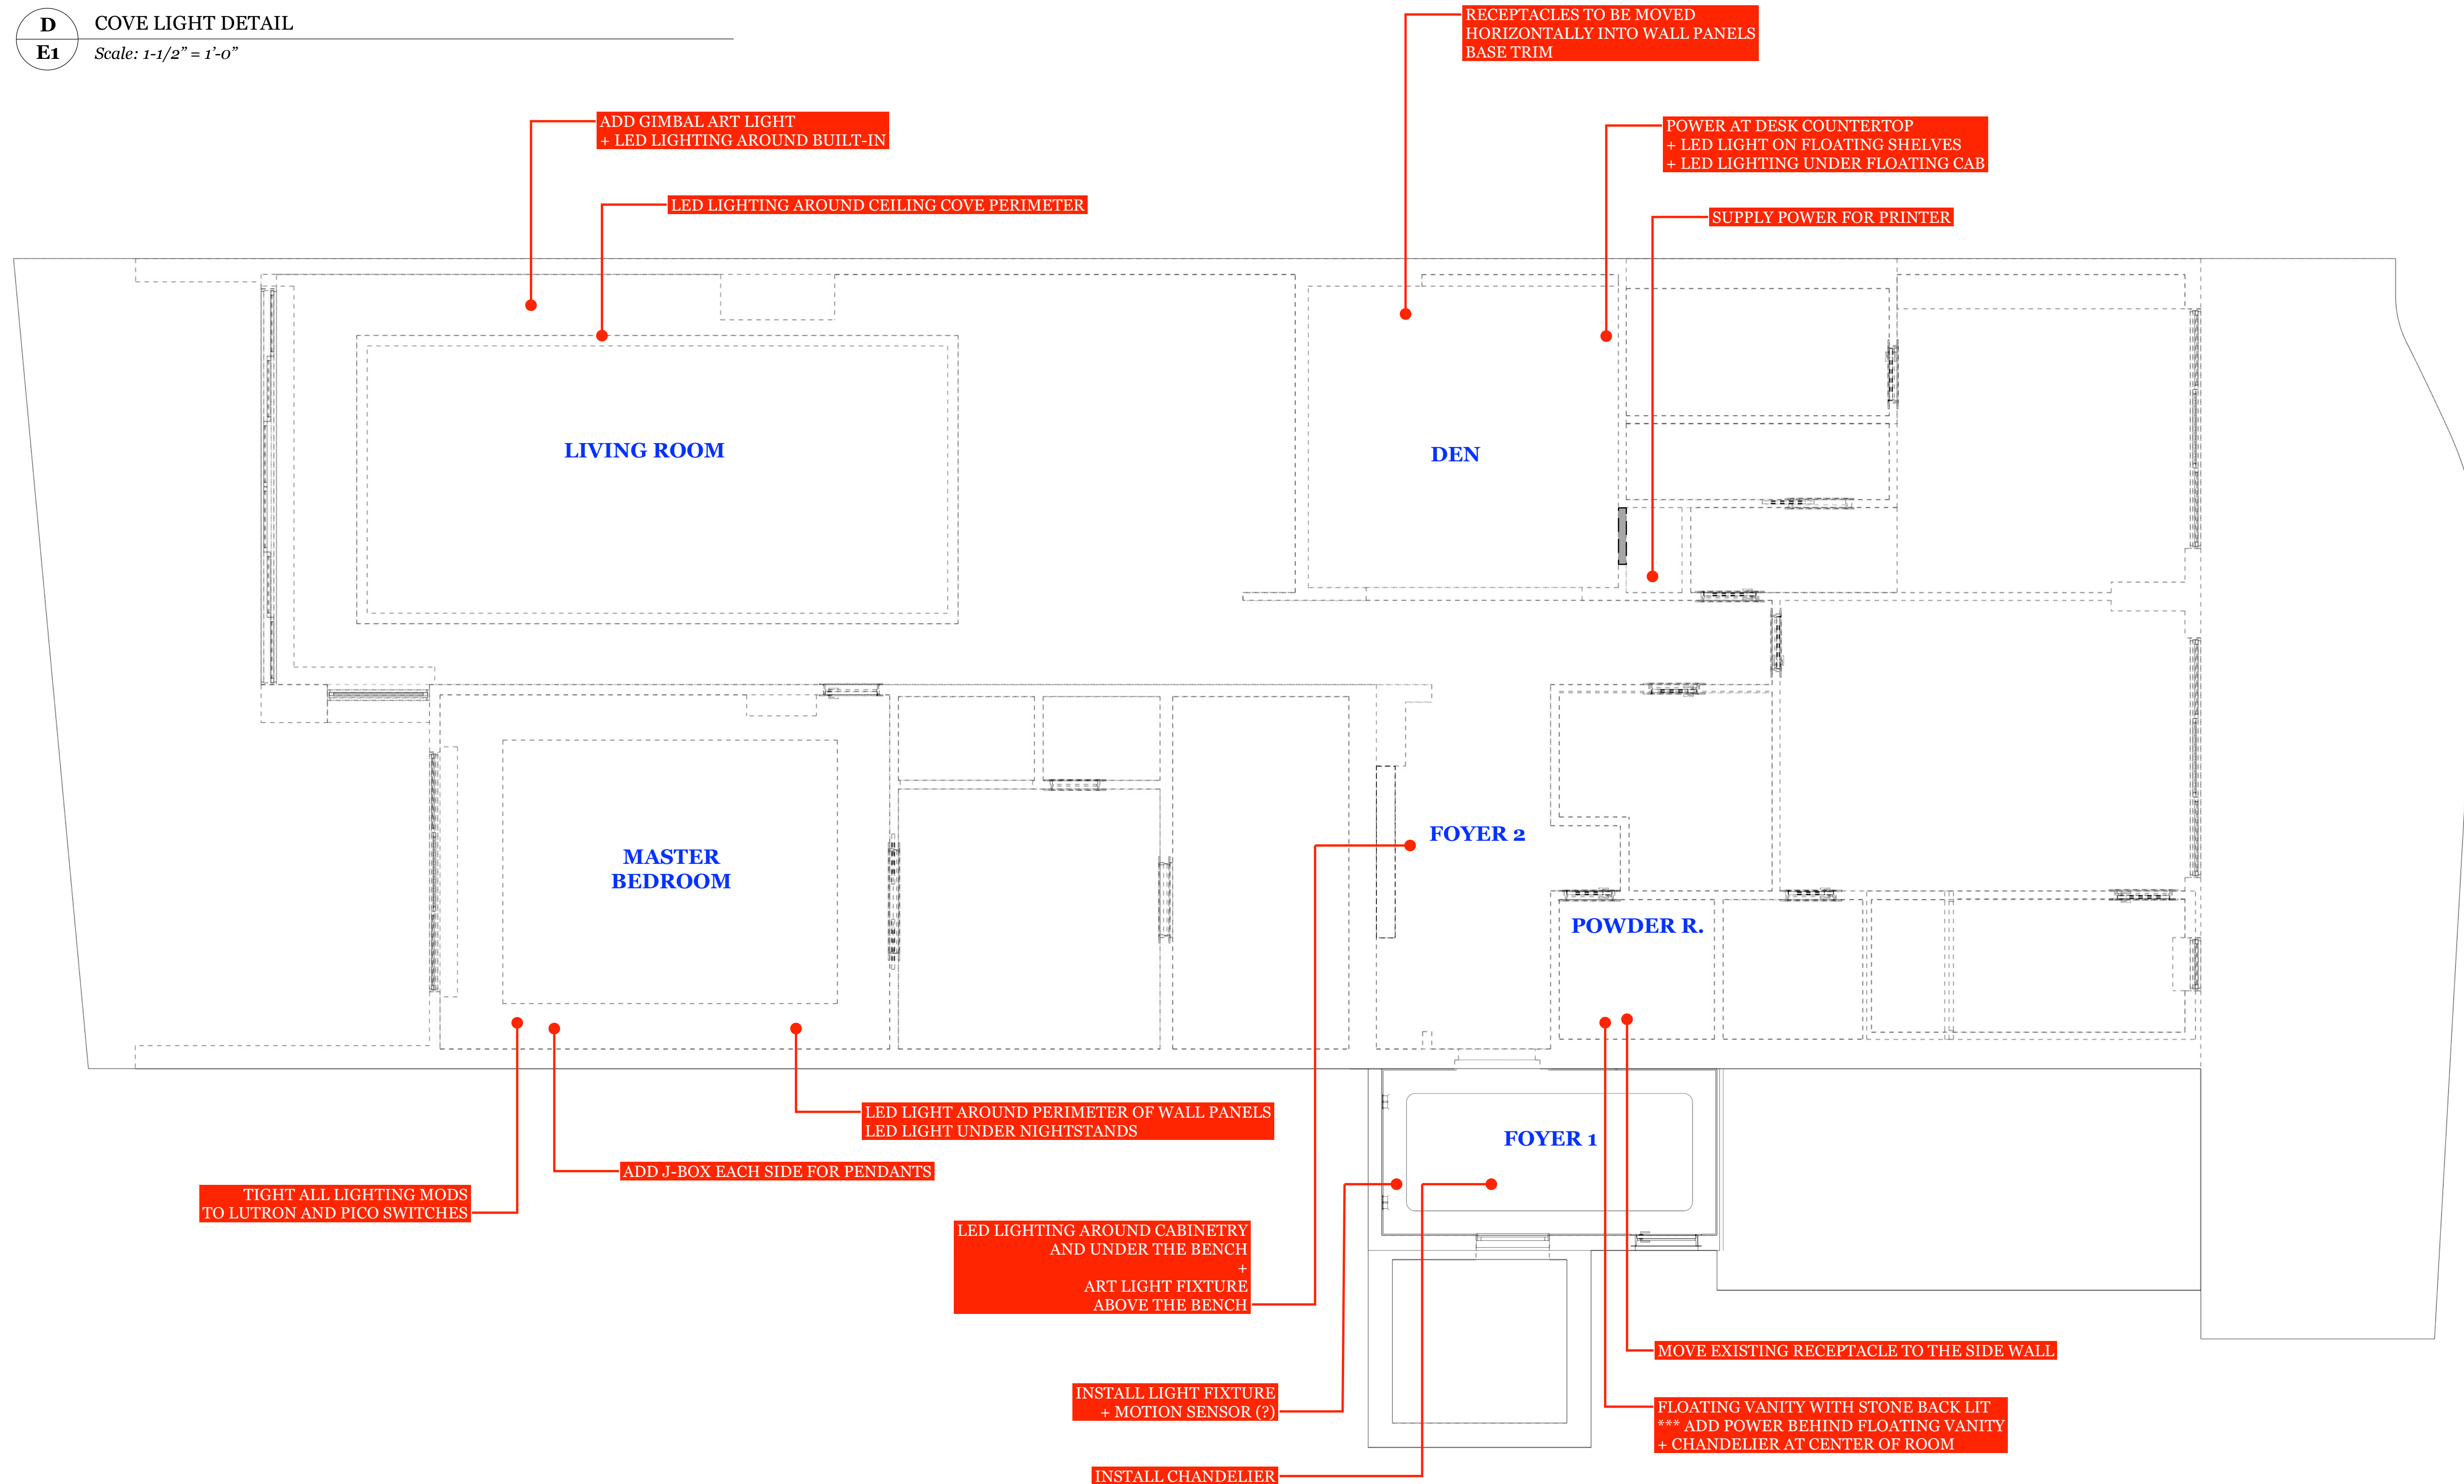 D
E1
COVE LIGHT DETAIL
Scale: 1-1/2” = 1’-0”
RECEPTACLES TO BE MOVED
HORIZONTALLY INTO WALL PANELS
BASE TRIM
ADD GIMBAL ART LIGHT
+ LED LIGHTING AROUND BUILT-IN
POWER AT DESK COUNTERTOP
+ LED LIGHT ON FLOATING SHELVES
+ LED LIGHTING UNDER FLOATING CAB
LED LIGHTING AROUND CEILING COVE PERIMETER
SUPPLY POWER FOR PRINTER
LIVING ROOM
DEN
MASTER
BEDROOM
FOYER 2
POWDER R.
LED LIGHT AROUND PERIMETER OF WALL PANELS
LED LIGHT UNDER NIGHTSTANDS
FOYER 1
ADD J-BOX EACH SIDE FOR PENDANTS
TIGHT ALL LIGHTING MODS
TO LUTRON AND PICO SWITCHES
LED LIGHTING AROUND CABINETRY
AND UNDER THE BENCH
+
ART LIGHT FIXTURE
ABOVE THE BENCH
MOVE EXISTING RECEPTACLE TO THE SIDE WALL
INSTALL LIGHT FIXTURE
+ MOTION SENSOR (?)
FLOATING VANITY WITH STONE BACK LIT
*** ADD POWER BEHIND FLOATING VANITY
+ CHANDELIER AT CENTER OF ROOM
INSTALL CHANDELIER